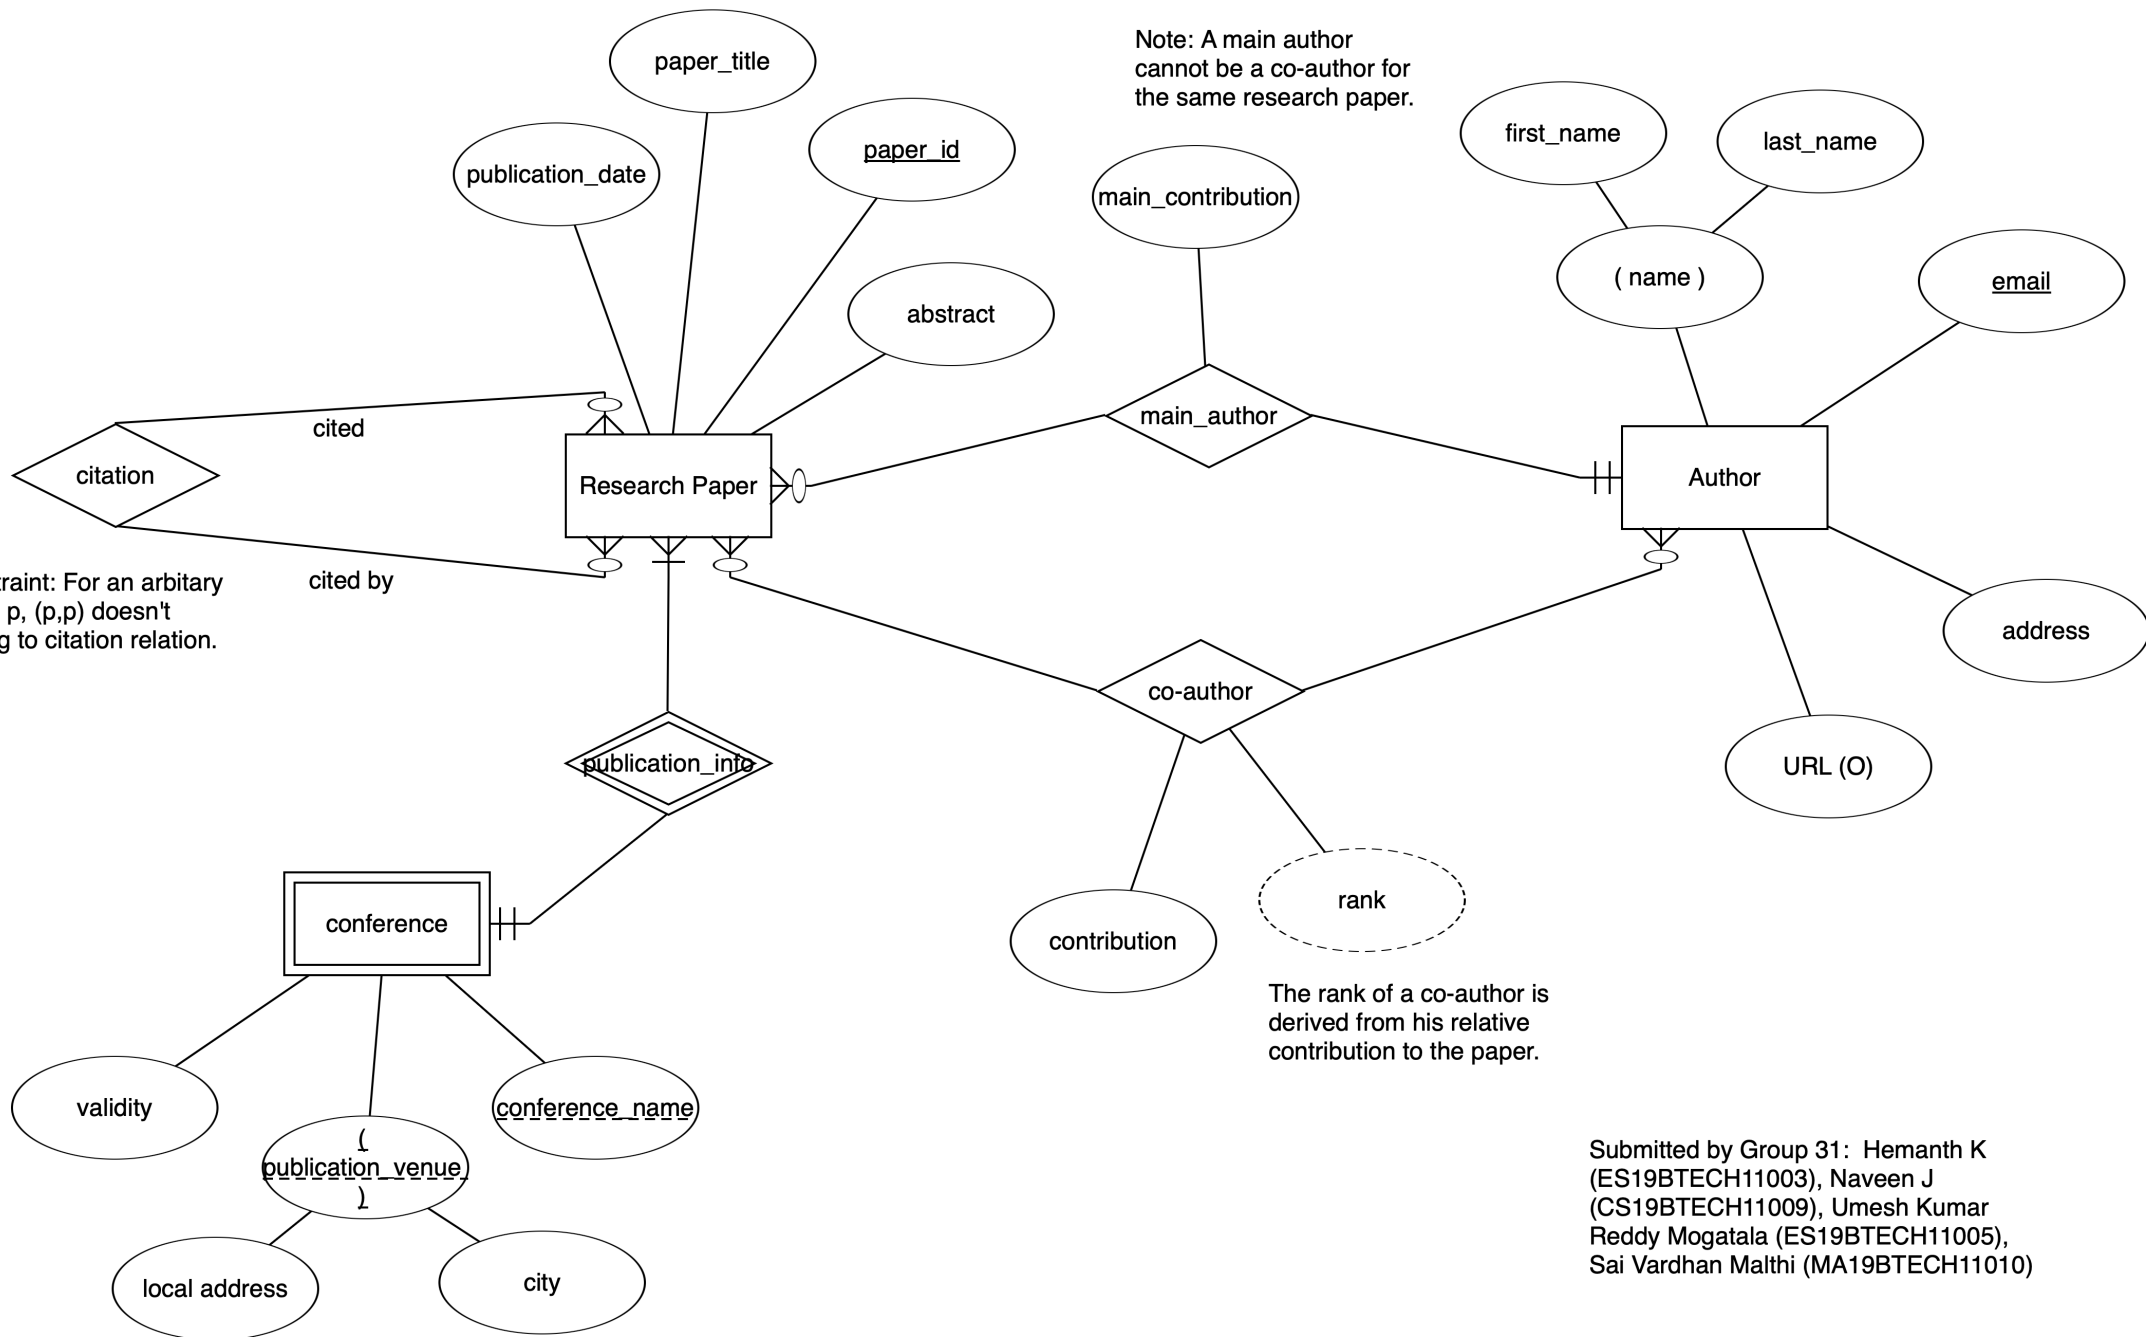 paper_title
Note: A main author
cannot be a co-author for
the same research paper.
first_name
last_name
paper_id
publication_date
main_contribution
( name )
email
abstract
cited
main_author
citation
Research Paper
Author
cited by
raint: For an arbitary
p, (p,p) doesn't
g to citation relation.
address
co-author
publication_info
URL (O)
rank
conference
contribution
The rank of a co-author is
derived from his relative
contribution to the paper.
validity
conference_name
(
publication_venue
)
local address
city
Submitted by Group 31:  Hemanth K
(ES19BTECH11003), Naveen J
(CS19BTECH11009), Umesh Kumar
Reddy Mogatala (ES19BTECH11005),
Sai Vardhan Malthi (MA19BTECH11010)